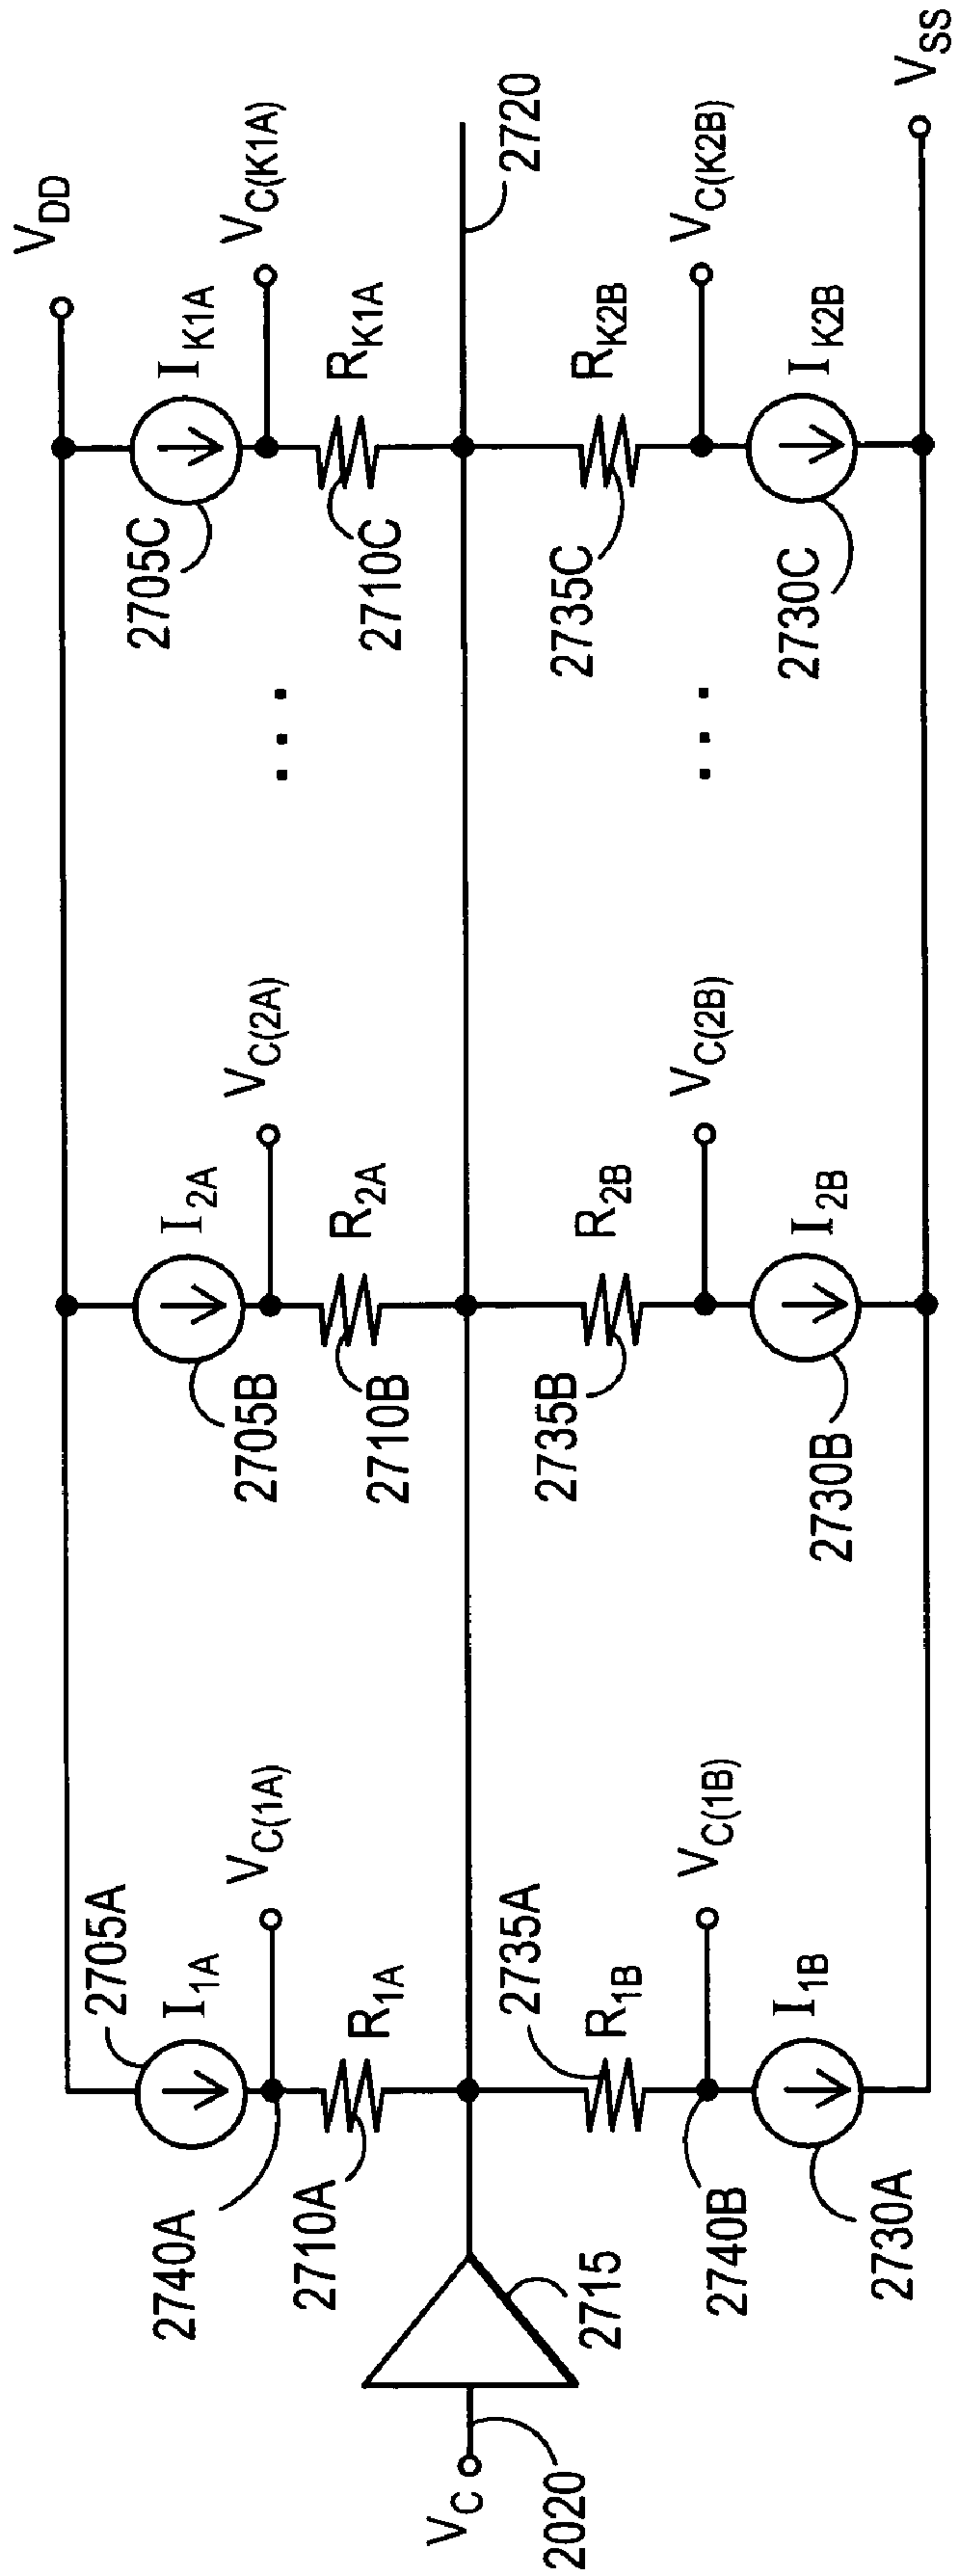 V_DD
2705A
I_1A
2705B
I_2A
2705C
I_K1A
2740A
V_C(1A)
V_C(2A)
V_C(K1A)
2710A
R_1A
2710B
R_2A
2710C
R_K1A
V_C
2020
2715
2720
2735A
R_1B
2735B
R_2B
2735C
R_K2B
...
...
2740B
V_C(1B)
V_C(2B)
V_C(K2B)
2730A
I_1B
2730B
I_2B
2730C
I_K2B
V_SS